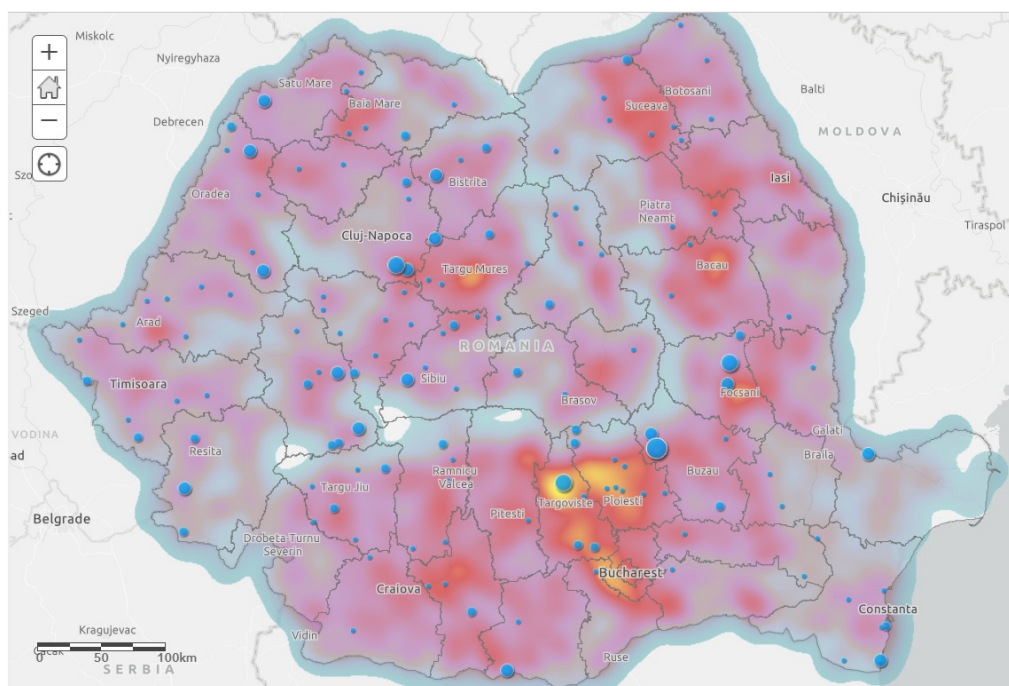 +
−
Miskolc
Nyiregyhaza
Satu Mare
Baia Mare
Botosani
Suceava
Balti
MOLDOVA
Debrecen
Oradea
Bistrita
Iasi
Chișinău
Tiraspol
Cluj-Napoca
Piatra
Neamt
Targu Mures
Bacau
Szeged
Arad
ROMANIA
Timisoara
Sibiu
Brasov
Focsani
VODINA
ad
Resita
Galati
Braila
Targu Jiu
Ramnicu
Valcea
Buzau
Targoviste
Ploiesti
Pitesti
Belgrade
Drobeta-Turnu
Severin
Bucharest
Craiova
Constanta
Vidin
Kragujevac
0 50 100km
SERBIA
Ruse